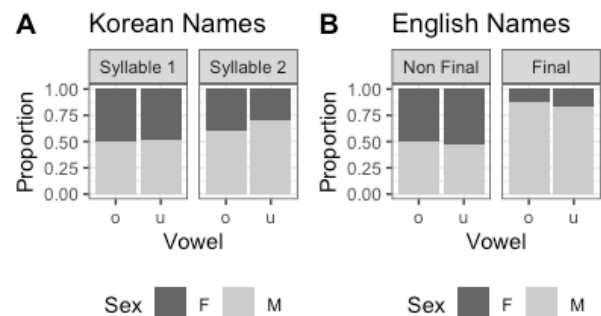 A Korean Names
Syllable 1 Syllable 2
Proportion
1.00
0.75
0.50
0.25
0.00
o u o u
Vowel
Sex F M
B English Names
Non Final Final
Proportion
1.00
0.75
0.50
0.25
0.00
o u o u
Vowel
Sex F M